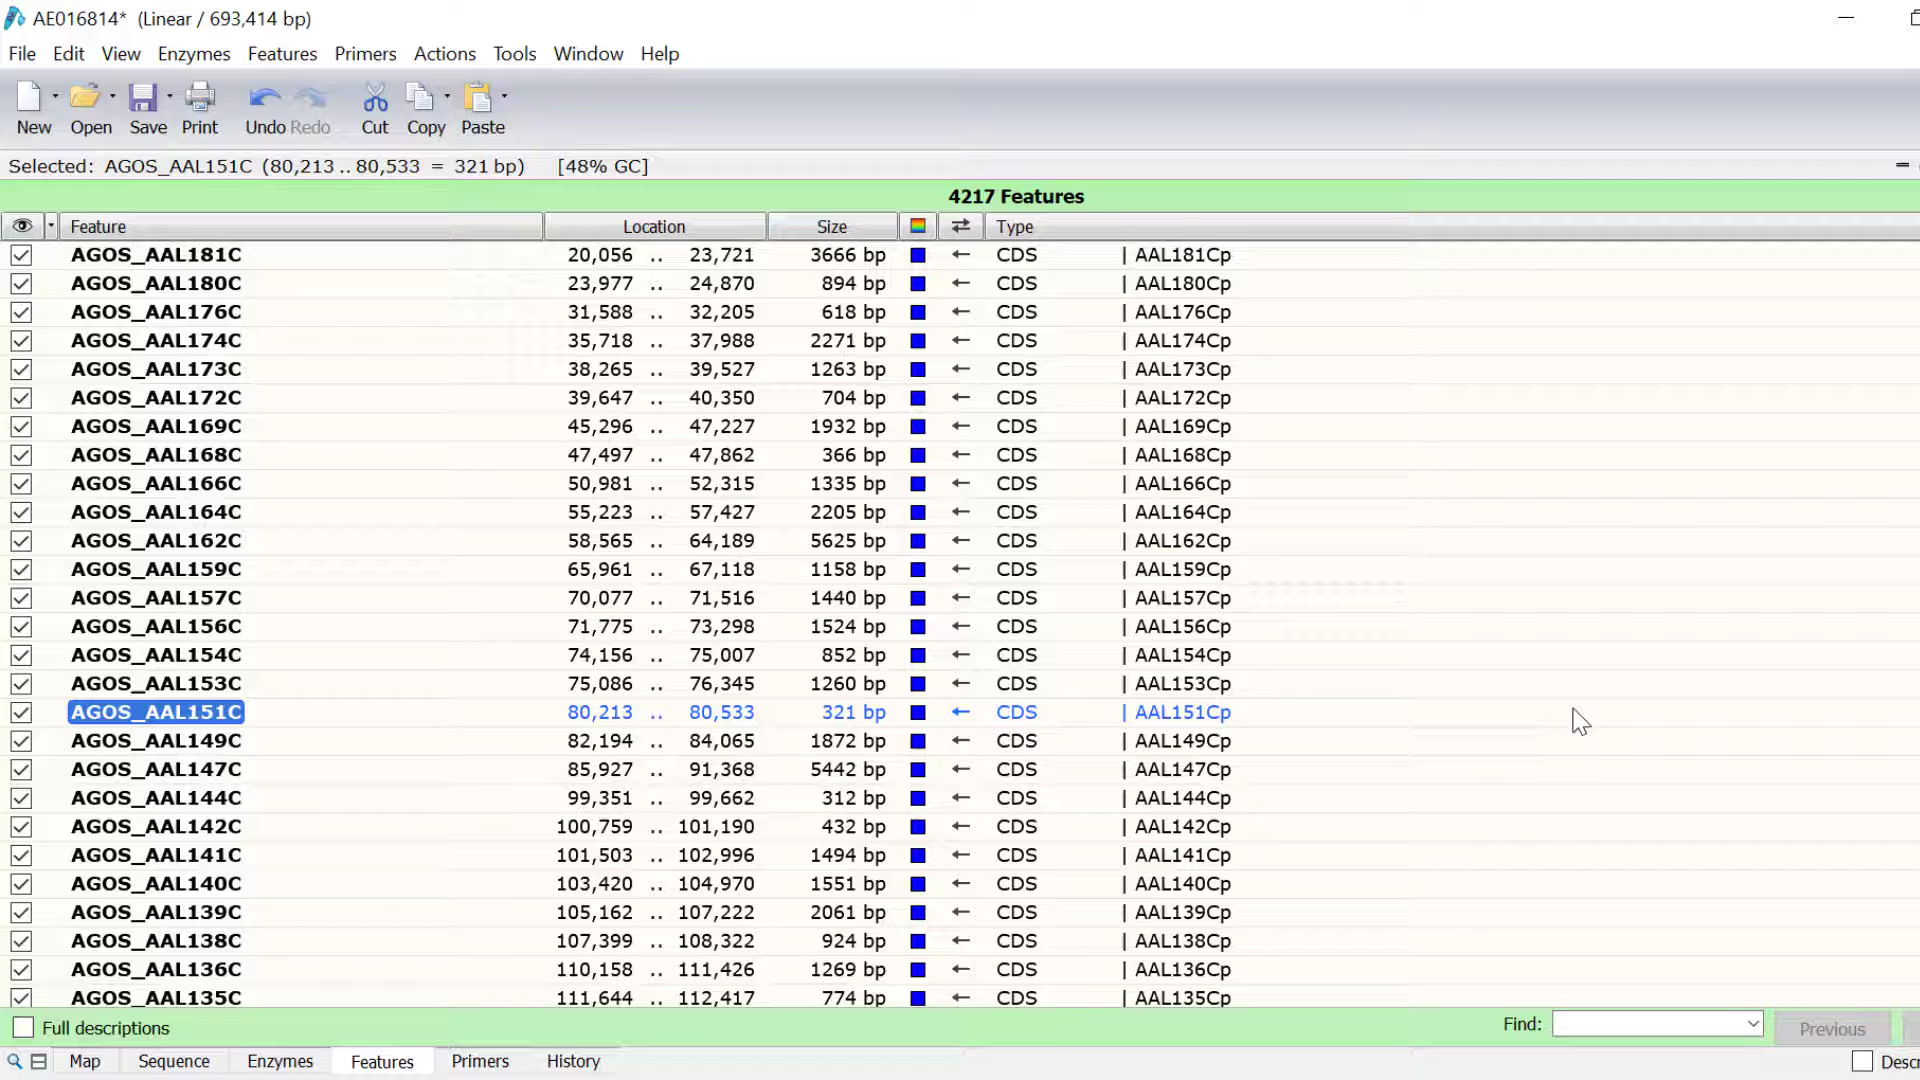 AE016814* (Linear / 693,414 bp)
File Edit View Enzymes Features Primers Actions Tools Window Help
New Open Save Print Undo Redo Cut Copy Paste
Selected: AGOS_AAL151C (80,213 .. 80,533 = 321 bp) [48% GC]
4217 Features
Feature Location Size Type
AGOS_AAL181C 20,056 .. 23,721 3666 bp CDS | AAL181Cp
AGOS_AAL180C 23,977 .. 24,870 894 bp CDS | AAL180Cp
AGOS_AAL176C 31,588 .. 32,205 618 bp CDS | AAL176Cp
AGOS_AAL174C 35,718 .. 37,988 2271 bp CDS | AAL174Cp
AGOS_AAL173C 38,265 .. 39,527 1263 bp CDS | AAL173Cp
AGOS_AAL172C 39,647 .. 40,350 704 bp CDS | AAL172Cp
AGOS_AAL169C 45,296 .. 47,227 1932 bp CDS | AAL169Cp
AGOS_AAL168C 47,497 .. 47,862 366 bp CDS | AAL168Cp
AGOS_AAL166C 50,981 .. 52,315 1335 bp CDS | AAL166Cp
AGOS_AAL164C 55,223 .. 57,427 2205 bp CDS | AAL164Cp
AGOS_AAL162C 58,565 .. 64,189 5625 bp CDS | AAL162Cp
AGOS_AAL159C 65,961 .. 67,118 1158 bp CDS | AAL159Cp
AGOS_AAL157C 70,077 .. 71,516 1440 bp CDS | AAL157Cp
AGOS_AAL156C 71,775 .. 73,298 1524 bp CDS | AAL156Cp
AGOS_AAL154C 74,156 .. 75,007 852 bp CDS | AAL154Cp
AGOS_AAL153C 75,086 .. 76,345 1260 bp CDS | AAL153Cp
AGOS_AAL151C 80,213 .. 80,533 321 bp CDS | AAL151Cp
AGOS_AAL149C 82,194 .. 84,065 1872 bp CDS | AAL149Cp
AGOS_AAL147C 85,927 .. 91,368 5442 bp CDS | AAL147Cp
AGOS_AAL144C 99,351 .. 99,662 312 bp CDS | AAL144Cp
AGOS_AAL142C 100,759 .. 101,190 432 bp CDS | AAL142Cp
AGOS_AAL141C 101,503 .. 102,996 1494 bp CDS | AAL141Cp
AGOS_AAL140C 103,420 .. 104,970 1551 bp CDS | AAL140Cp
AGOS_AAL139C 105,162 .. 107,222 2061 bp CDS | AAL139Cp
AGOS_AAL138C 107,399 .. 108,322 924 bp CDS | AAL138Cp
AGOS_AAL136C 110,158 .. 111,426 1269 bp CDS | AAL136Cp
AGOS_AAL135C 111,644 .. 112,417 774 bp CDS | AAL135Cp
Full descriptions Find: Previous
Map Sequence Enzymes Features Primers History Descr